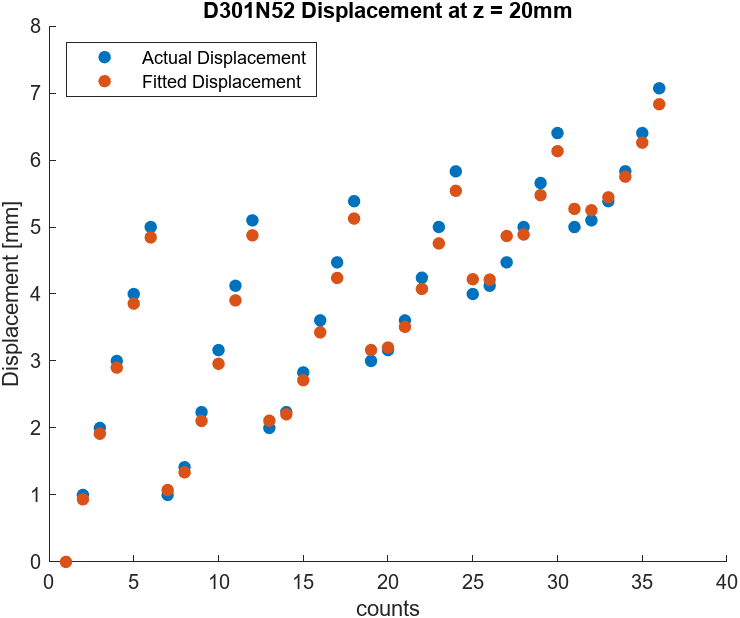 D301N52 Displacement at z = 20mm
Actual Displacement
Fitted Displacement
Displacement [mm]
8
7
6
5
4
3
2
1
0
0 5 10 15 20 25 30 35 40
counts